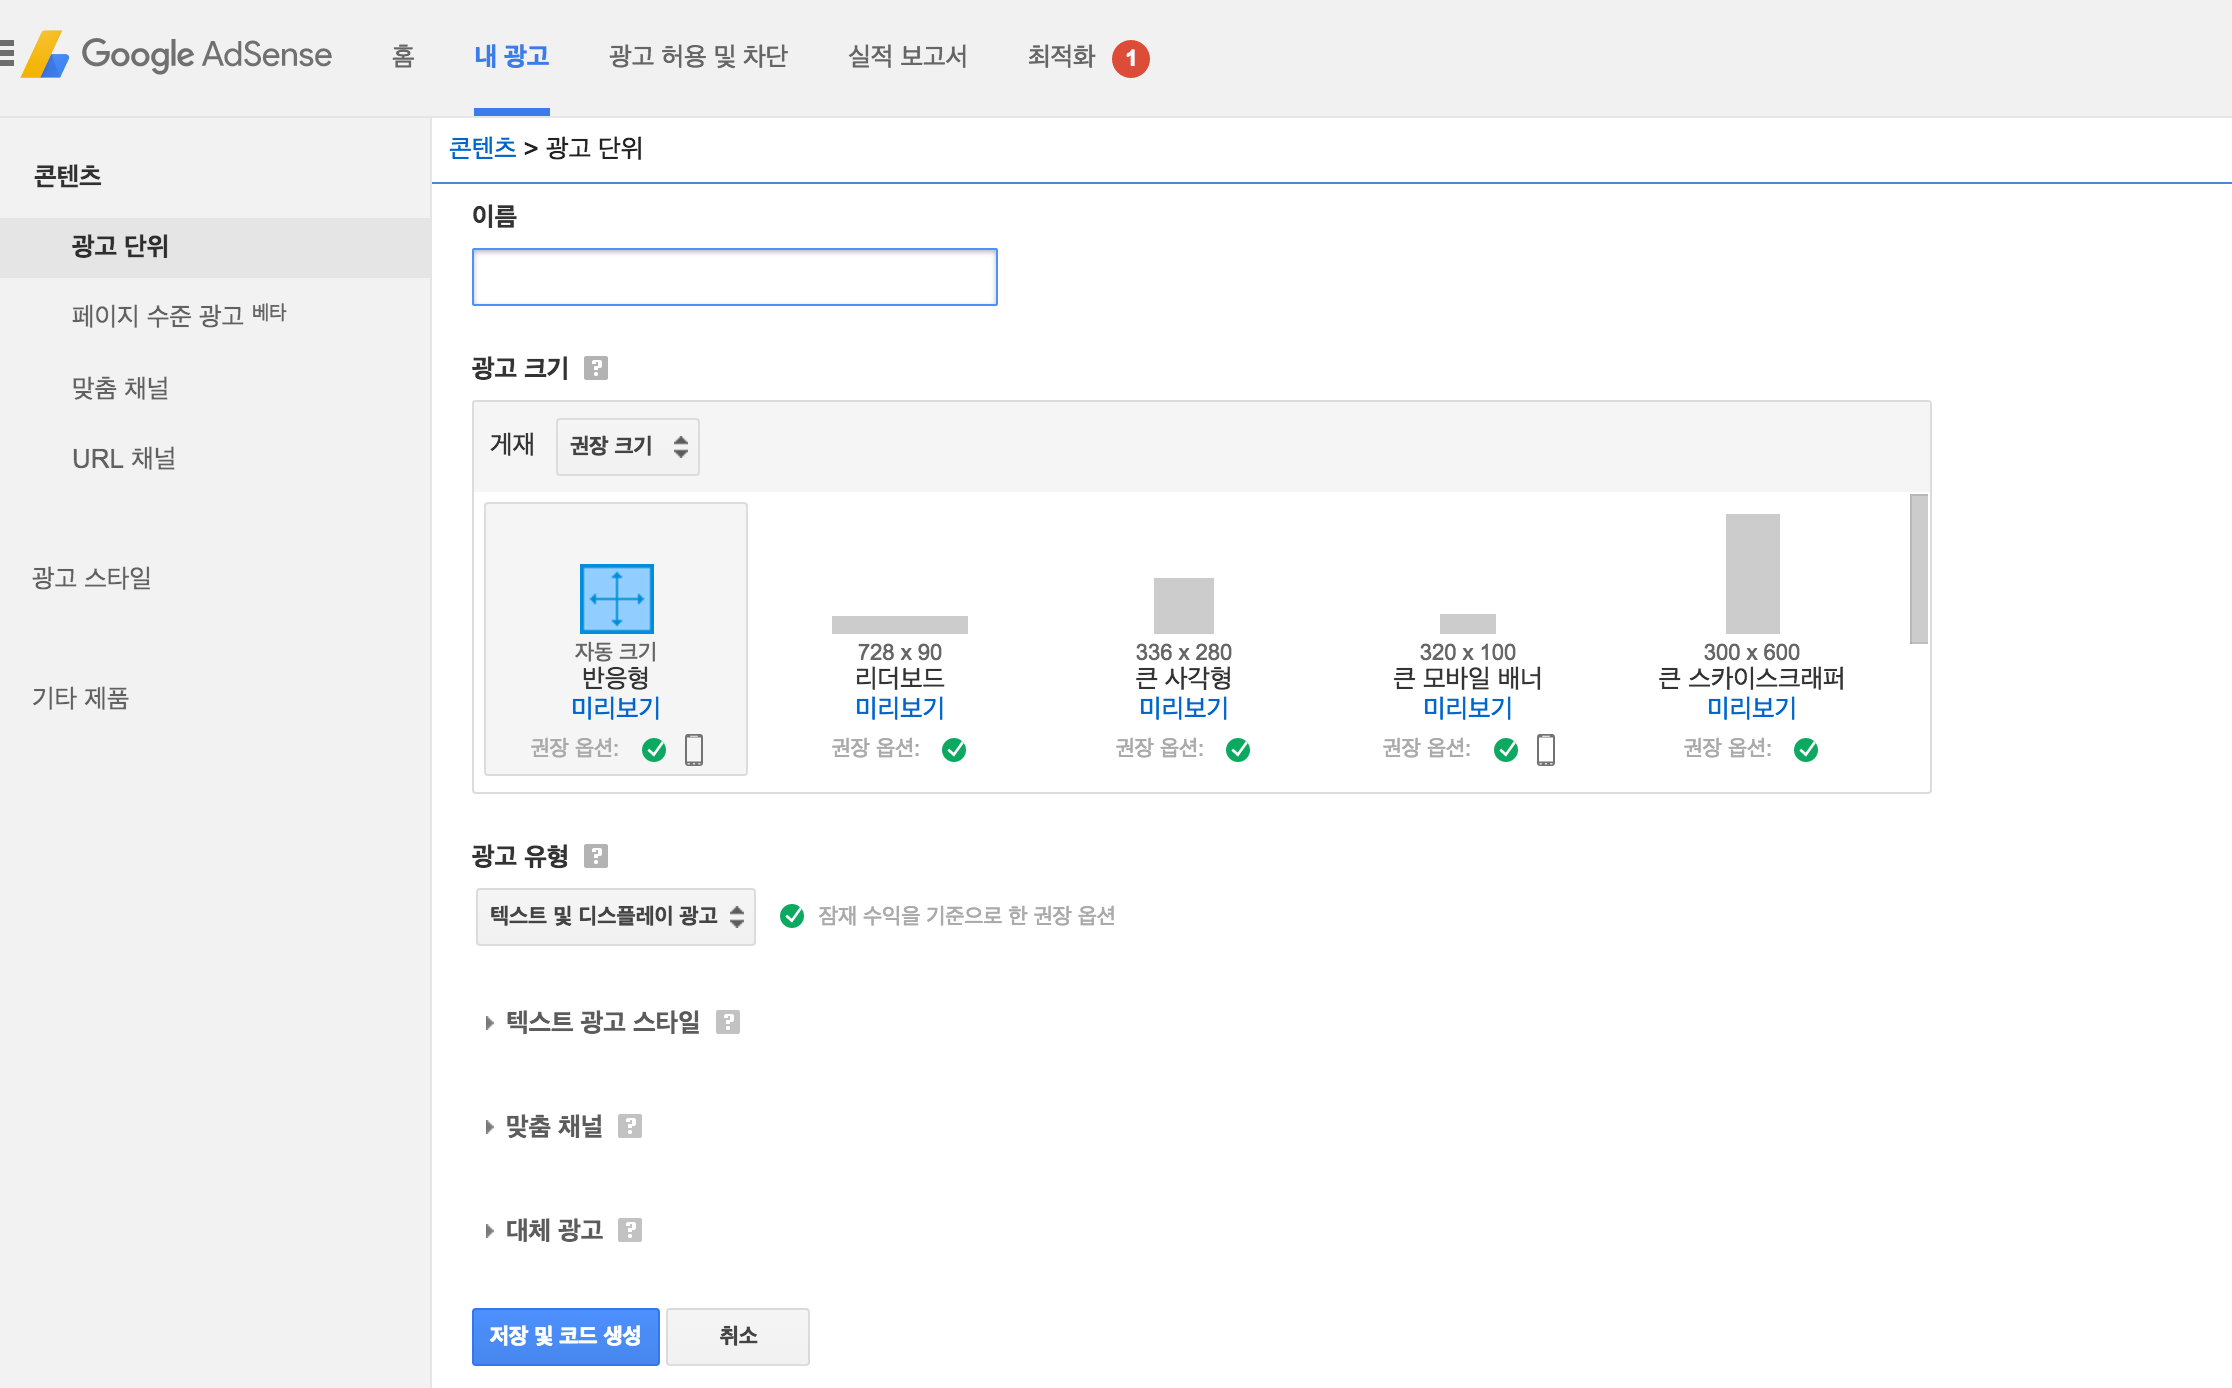 Google AdSense 홈 내 광고 광고 허용 및 차단 실적 보고서 최적화 1
콘텐츠
광고 단위
페이지 수준 광고 베타
맞춤 채널
URL 채널
광고 스타일
기타 제품
콘텐츠 > 광고 단위
이름
광고 크기 ?
게재 권장 크기
자동 크기
반응형
미리보기
권장 옵션:
728 x 90
리더보드
미리보기
권장 옵션:
336 x 280
큰 사각형
미리보기
권장 옵션:
320 x 100
큰 모바일 배너
미리보기
권장 옵션:
300 x 600
큰 스카이스크래퍼
미리보기
권장 옵션:
광고 유형 ?
텍스트 및 디스플레이 광고 잠재 수익을 기준으로 한 권장 옵션
텍스트 광고 스타일 ?
맞춤 채널 ?
대체 광고 ?
저장 및 코드 생성 취소